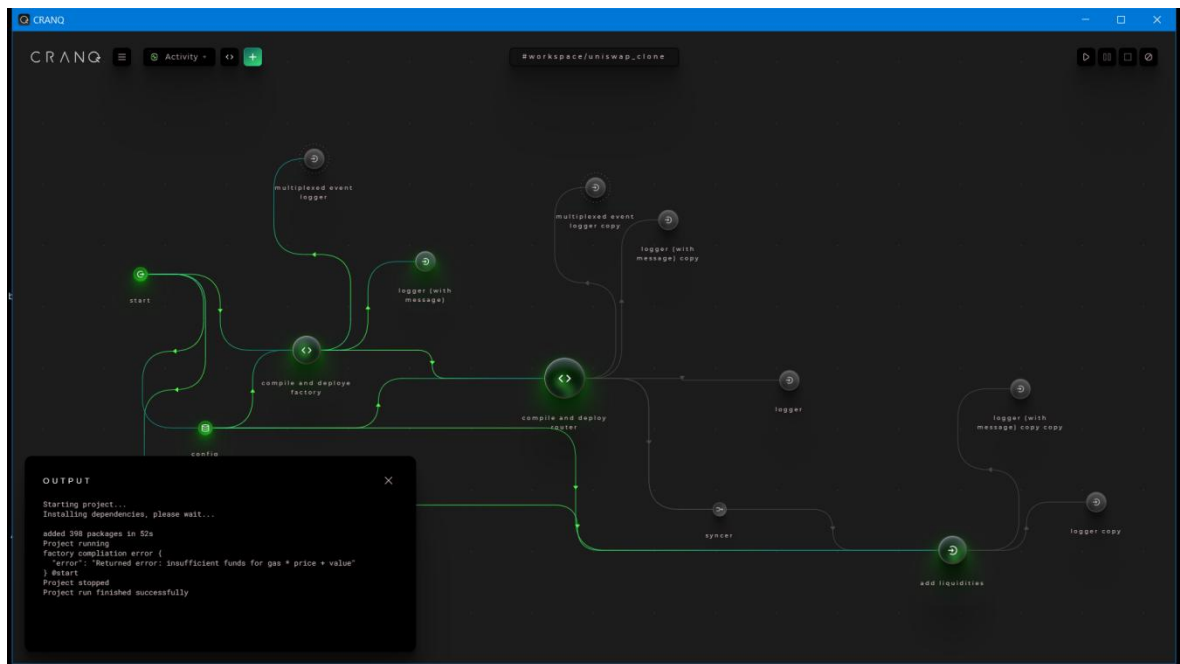 CRANQ
CRANQ
Activity
#workspace/uniswap_clone
multiplexed event
logger
multiplexed event
logger copy
logger (with
message) copy
logger (with
message)
start
compile and deploye
factory
compile and deploy
router
logger
logger (with
message) copy copy
config
syncer
logger copy
add liquidities
OUTPUT
Starting project...
Installing dependencies, please wait...
added 398 packages in 52s
Project running
factory compliation error {
"error": "Returned error: insufficient funds for gas * price + value"
} @start
Project stopped
Project run finished successfully